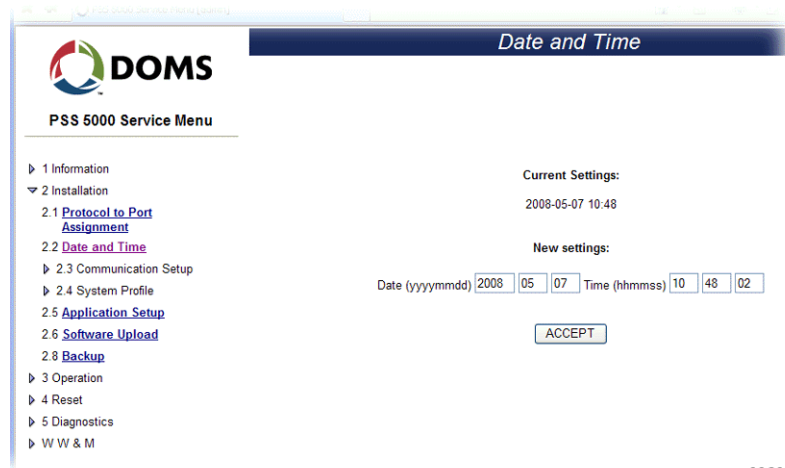 Date and Time
DOMS
PSS 5000 Service Menu
1 Information
2 Installation
2.1 Protocol to Port
Assignment
2.2 Date and Time
2.3 Communication Setup
2.4 System Profile
2.5 Application Setup
2.6 Software Upload
2.8 Backup
3 Operation
4 Reset
5 Diagnostics
W W & M
Current Settings:
2008-05-07 10:48
New settings:
Date (yyyymmdd) 2008 05 07 Time (hhmmss) 10 48 02
ACCEPT